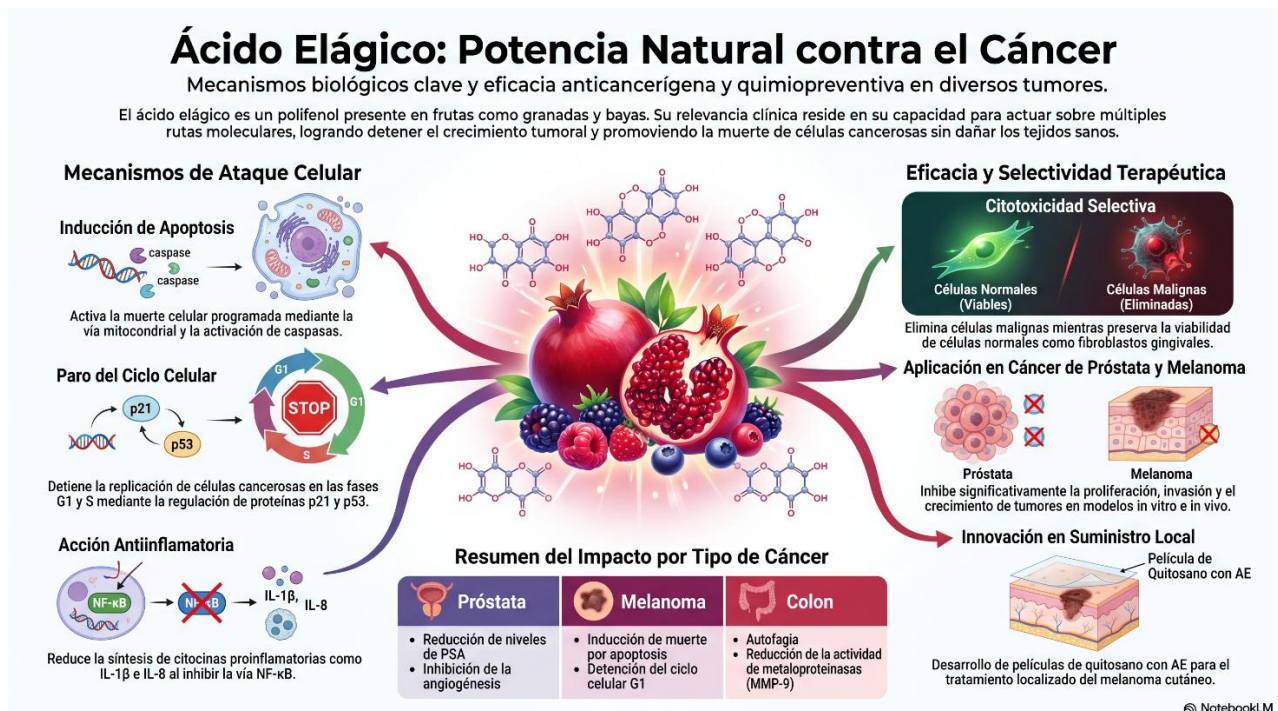 Ácido Elágico: Potencia Natural contra el Cáncer
Mecanismos biológicos clave y eficacia anticancerígena y quimiopreventiva en diversos tumores.
El ácido elágico es un polifenol presente en frutas como granadas y bayas. Su relevancia clínica reside en su capacidad para actuar sobre múltiples
rutas moleculares, logrando detener el crecimiento tumoral y promoviendo la muerte de células cancerosas sin dañar los tejidos sanos.
Mecanismos de Ataque Celular
Inducción de Apoptosis
caspase
caspase
Activa la muerte celular programada mediante la
vía mitocondrial y la activación de caspasas.
Paro del Ciclo Celular
p21
p53
G1
G1
S
STOP
Detiene la replicación de células cancerosas en las fases
G1 y S mediante la regulación de proteínas p21 y p53.
Acción Antiinflamatoria
NF-κB
NF-κB
IL-1β,
IL-8
Reduce la síntesis de citocinas proinflamatorias como
IL-1β e IL-8 al inhibir la vía NF-κB.
Resumen del Impacto por Tipo de Cáncer
Próstata
• Reducción de niveles
de PSA
• Inhibición de la
angiogénesis
Melanoma
• Inducción de muerte
por apoptosis
• Detención del ciclo
celular G1
Colon
• Autofagia
• Reducción de la actividad
de metaloproteinasas
(MMP-9)
Eficacia y Selectividad Terapéutica
Citotoxicidad Selectiva
Células Normales
(Viables)
Células Malignas
(Eliminadas)
Elimina células malignas mientras preserva la viabilidad
de células normales como fibroblastos gingivales.
Aplicación en Cáncer de Próstata y Melanoma
Próstata
Melanoma
Inhibe significativamente la proliferación, invasión y el
crecimiento de tumores en modelos in vitro e in vivo.
Innovación en Suministro Local
Película de
Quitosano con AE
Desarrollo de películas de quitosano con AE para el
tratamiento localizado del melanoma cutáneo.
NotebookLM